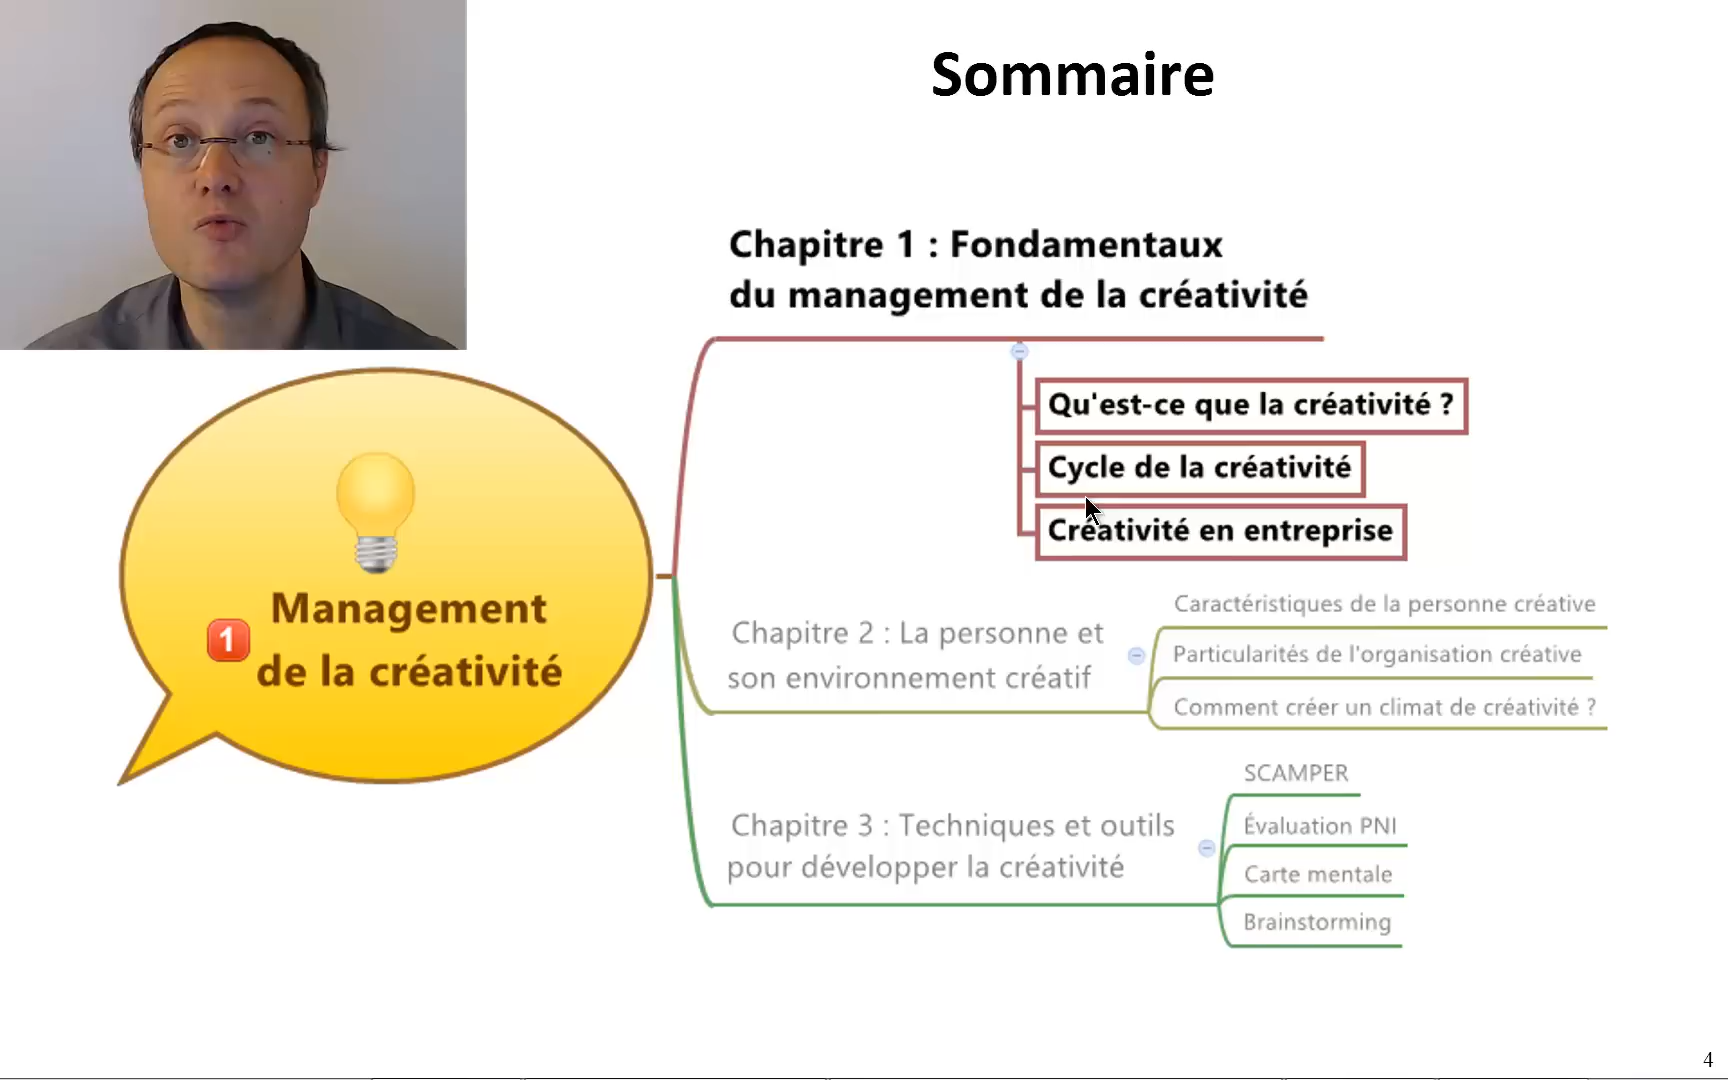 Sommaire
Chapitre 1 : Fondamentaux
du management de la créativité
Qu'est-ce que la créativité ?
Cycle de la créativité
Créativité en entreprise
1
Management
de la créativité
Chapitre 2 : La personne et
son environnement créatif
Caractéristiques de la personne créative
Particularités de l'organisation créative
Comment créer un climat de créativité ?
Chapitre 3 : Techniques et outils
pour développer la créativité
SCAMPER
Évaluation PNI
Carte mentale
Brainstorming
4